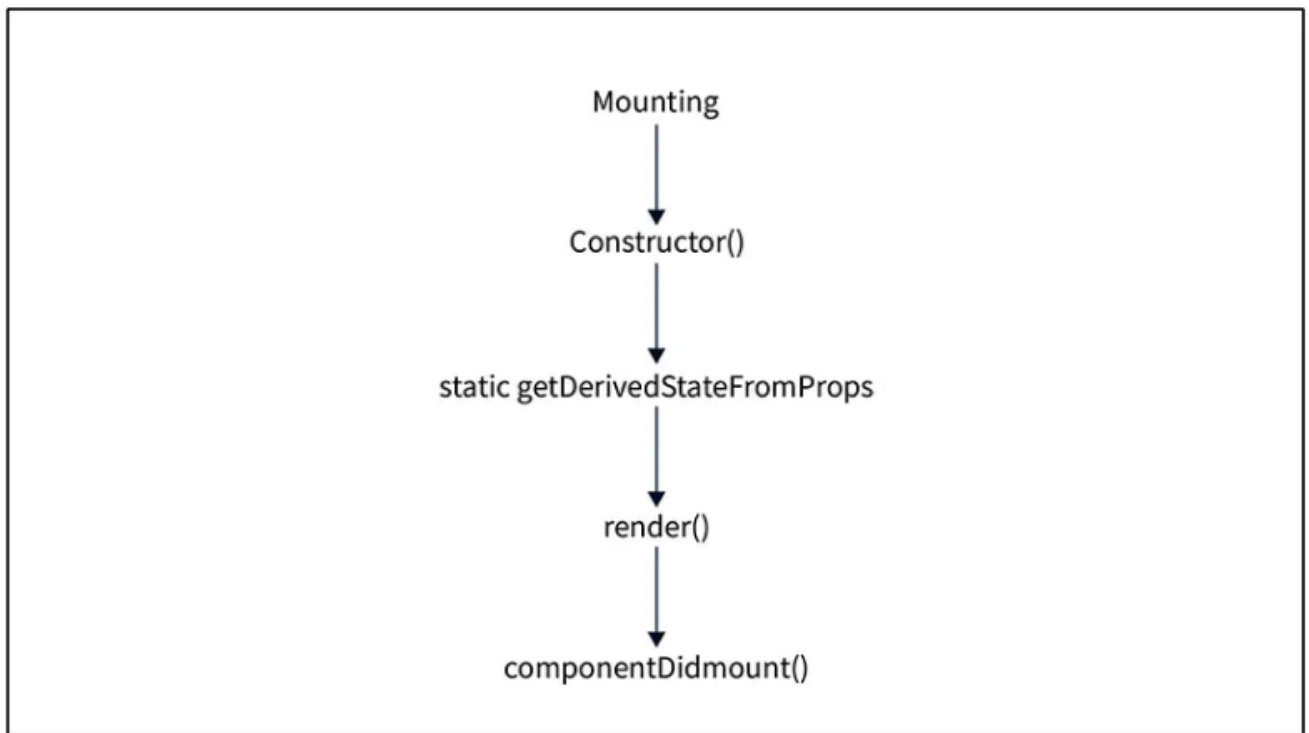 Mounting
Constructor()
static getDerivedStateFromProps
render()
componentDidmount()